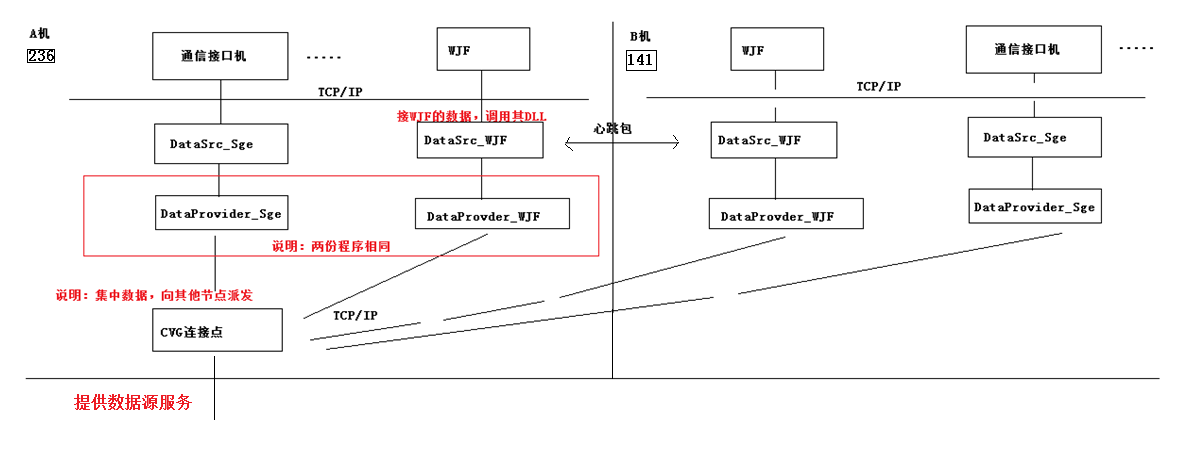 A机
236
通信接口机
.....
WJF
TCP/IP
接WJF的数据，调用其DLL
DataSrc_Sge
DataSrc_WJF
心跳包
DataProvider_Sge
DataProvder_WJF
说明：两份程序相同
说明：集中数据，向其他节点派发
CVG连接点
TCP/IP
提供数据源服务
B机
141
WJF
通信接口机
.....
TCP/IP
DataSrc_WJF
DataSrc_Sge
DataProvder_WJF
DataProvider_Sge